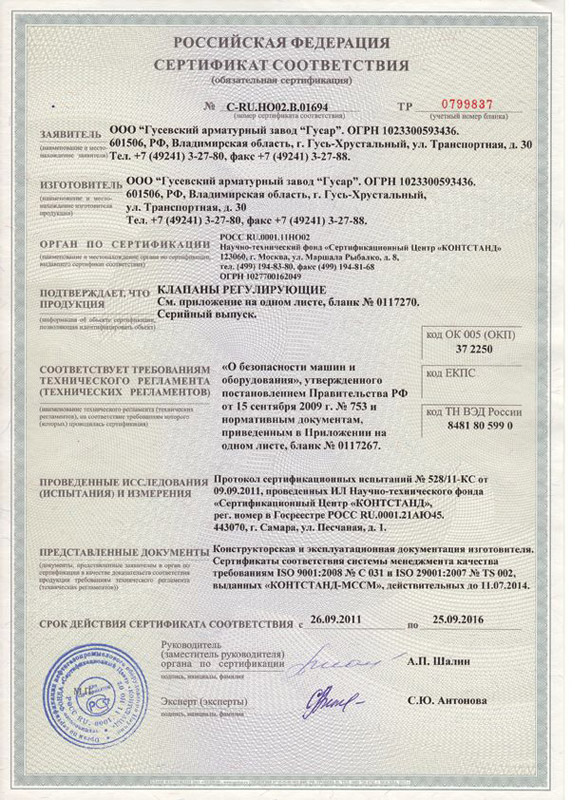 РОССИЙСКАЯ ФЕДЕРАЦИЯ
СЕРТИФИКАТ СООТВЕТСТВИЯ
(обязательная сертификация)
№ C-RU.HO02.B.01694 ТР 0799837
(номер сертификата соответствия) (учетный номер бланка)
ЗАЯВИТЕЛЬ ООО "Гусевский арматурный завод "Гусар". ОГРН 1023300593436.
(наименование и место- 601506, РФ, Владимирская область, г. Гусь-Хрустальный, ул. Транспортная, д. 30
нахождение заявителя) Тел. +7 (49241) 3-27-80, факс +7 (49241) 3-27-88.
ИЗГОТОВИТЕЛЬ ООО "Гусевский арматурный завод "Гусар". ОГРН 1023300593436.
(наименование и место- 601506, РФ, Владимирская область, г. Гусь-Хрустальный,
нахождение изготовителя ул. Транспортная, д. 30
продукции) Тел. +7 (49241) 3-27-80, факс +7 (49241) 3-27-88.
РОСС RU.0001.11HO02
ОРГАН ПО СЕРТИФИКАЦИИ Научно-технический фонд «Сертификационный Центр «КОНТСТАНД»
(наименование и местонахождение органа по сертификации, 123060, г. Москва, ул. Маршала Рыбалко, д. 8,
выдавшего сертификат соответствия) тел. (499) 194-83-80, факс (499) 194-81-68
ОГРН 1027700162049
ПОДТВЕРЖДАЕТ, ЧТО КЛАПАНЫ РЕГУЛИРУЮЩИЕ
ПРОДУКЦИЯ См. приложение на одном листе, бланк № 0117270.
(информация об объекте сертификации, Серийный выпуск.
позволяющая идентифицировать объект)
код ОК 005 (ОКП)
37 2250
СООТВЕТСТВУЕТ ТРЕБОВАНИЯМ «О безопасности машин и
ТЕХНИЧЕСКОГО РЕГЛАМЕНТА оборудования», утвержденного
(ТЕХНИЧЕСКИХ РЕГЛАМЕНТОВ) постановлением Правительства РФ
код ЕКПС
(наименование технического регламента (технических от 15 сентября 2009 г. № 753 и
регламентов), на соответствие требованиям которого нормативным документам,
(которых) проводилась сертификация) приведенным в Приложении на
одном листе, бланк № 0117267.
код ТН ВЭД России
8481 80 599 0
ПРОВЕДЕННЫЕ ИССЛЕДОВАНИЯ Протокол сертификационных испытаний № 528/11-КС от
(ИСПЫТАНИЯ) И ИЗМЕРЕНИЯ 09.09.2011, проведенных ИЛ Научно-технического фонда
«Сертификационный Центр «КОНТСТАНД»,
рег. номер в Госреестре РОСС RU.0001.21АЮ45.
443070, г. Самара, ул. Песчаная, д. 1.
ПРЕДСТАВЛЕННЫЕ ДОКУМЕНТЫ Конструкторская и эксплуатационная документация изготовителя.
(документы, представленные заявителем в орган по Сертификаты соответствия системы менеджмента качества
сертификации в качестве доказательств соответствия требованиям ISO 9001:2008 № С 031 и ISO 29001:2007 № TS 002,
продукции требованиям технического регламента выданных «КОНТСТАНД-МССМ», действительных до 11.07.2014.
(технических регламентов))
СРОК ДЕЙСТВИЯ СЕРТИФИКАТА СООТВЕТСТВИЯ с 26.09.2011 по 25.09.2016
Руководитель
(заместитель руководителя)
органа по сертификации А.П. Шалин
подпись, инициалы, фамилия
Эксперт (эксперты) С.Ю. Антонова
подпись, инициалы, фамилия
М.П.